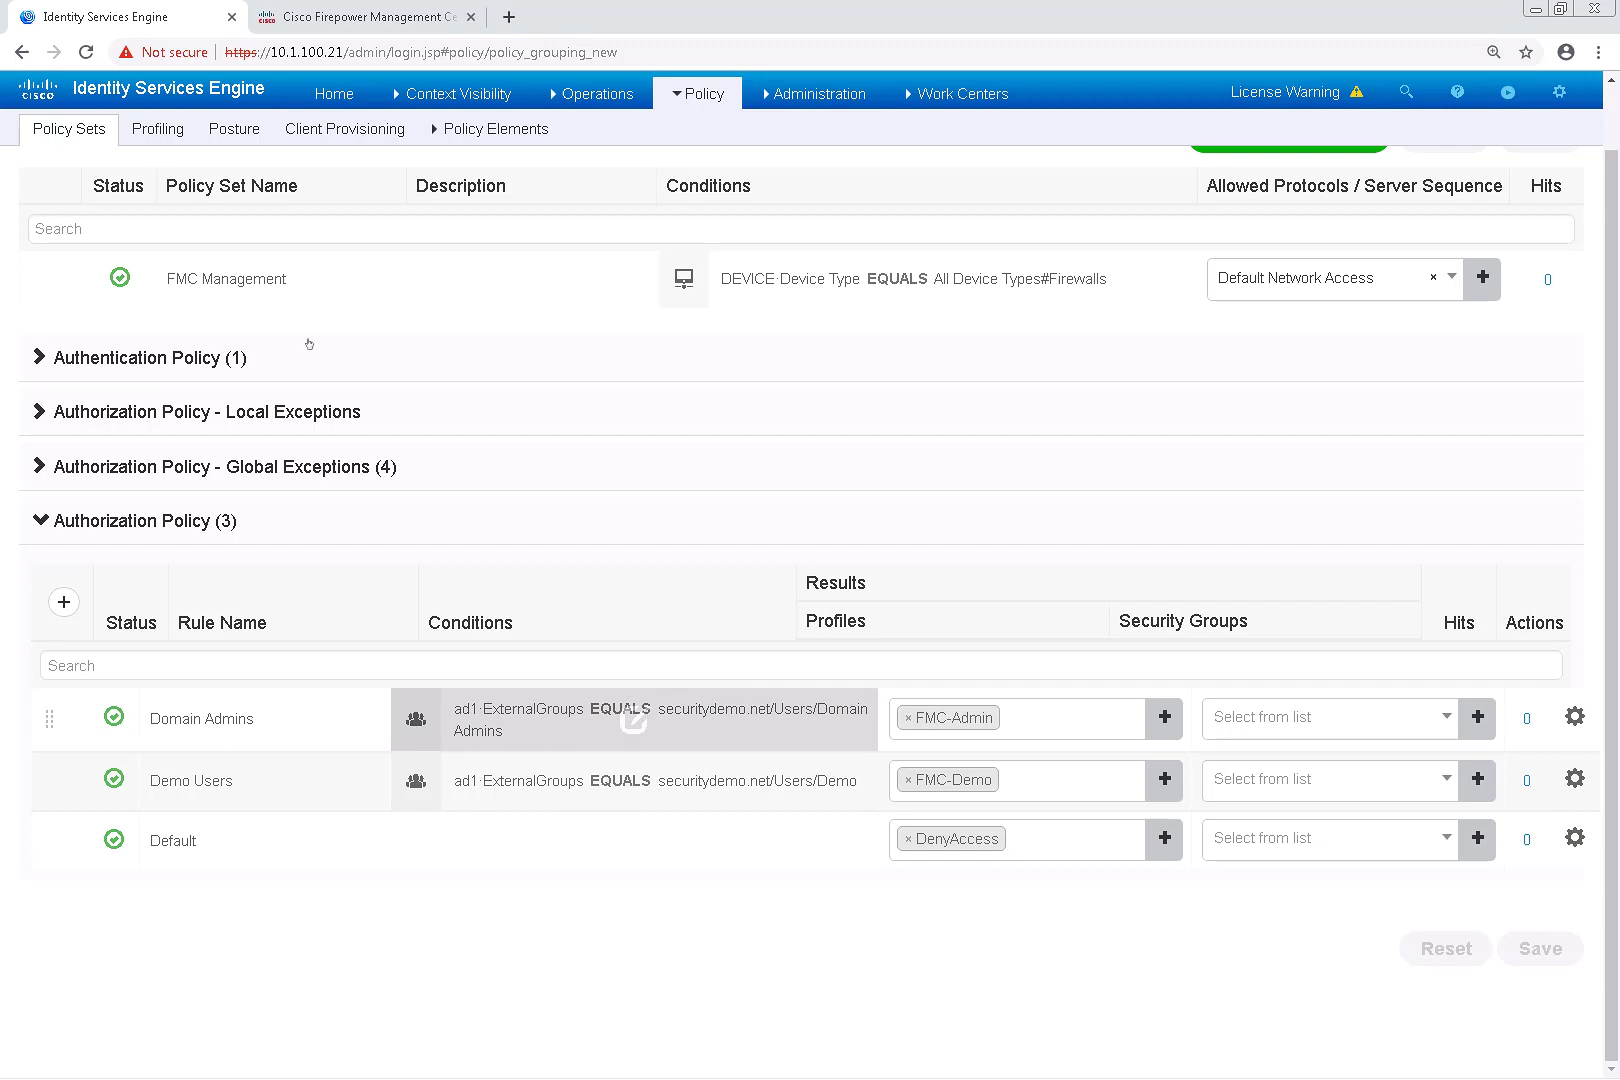 Identity Services Engine
Cisco Firepower Management Ce
Not secure https://10.1.100.21/admin/login.jsp#policy/policy_grouping_new
cisco Identity Services Engine Home Context Visibility Operations Policy Administration Work Centers License Warning
Policy Sets Profiling Posture Client Provisioning Policy Elements
Status Policy Set Name Description Conditions Allowed Protocols / Server Sequence Hits
Search
FMC Management DEVICE·Device Type EQUALS All Device Types#Firewalls Default Network Access × + 0
Authentication Policy (1)
Authorization Policy - Local Exceptions
Authorization Policy - Global Exceptions (4)
Authorization Policy (3)
Results
+ Status Rule Name Conditions Profiles Security Groups Hits Actions
Search
Domain Admins ad1·ExternalGroups EQUALS securitydemo.net/Users/Domain
Admins × FMC-Admin + Select from list + 0
Demo Users ad1·ExternalGroups EQUALS securitydemo.net/Users/Demo × FMC-Demo + Select from list + 0
Default × DenyAccess + Select from list + 0
Reset Save